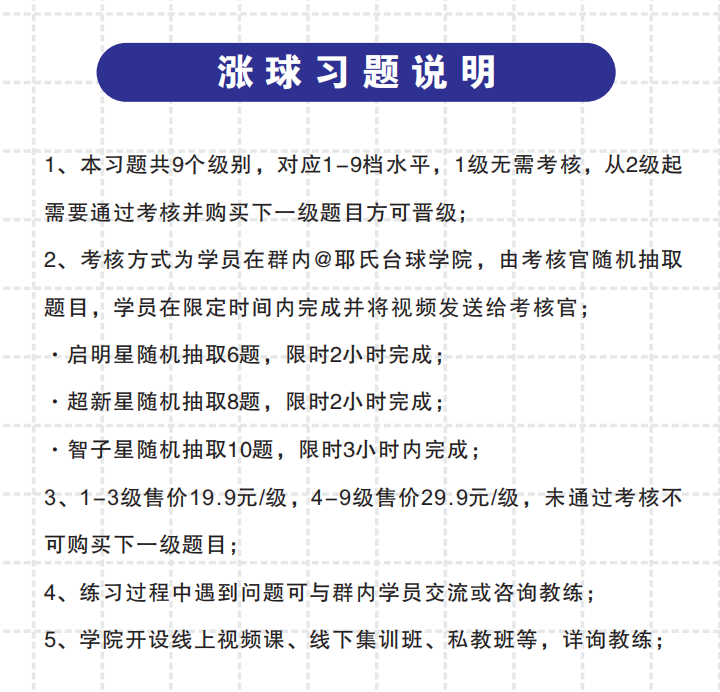 涨球习题说明
1、本习题共9个级别，对应1-9档水平，1级无需考核，从2级起
需要通过考核并购买下一级题目方可晋级；
2、考核方式为学员在群内@耶氏台球学院，由考核官随机抽取
题目，学员在限定时间内完成并将视频发送给考核官；
·启明星随机抽取6题，限时2小时完成；
·超新星随机抽取8题，限时2小时完成；
·智子星随机抽取10题，限时3小时内完成；
3、1-3级售价19.9元/级，4-9级售价29.9元/级，未通过考核不
可购买下一级题目；
4、练习过程中遇到问题可与群内学员交流或咨询教练；
5、学院开设线上视频课、线下集训班、私教班等，详询教练；